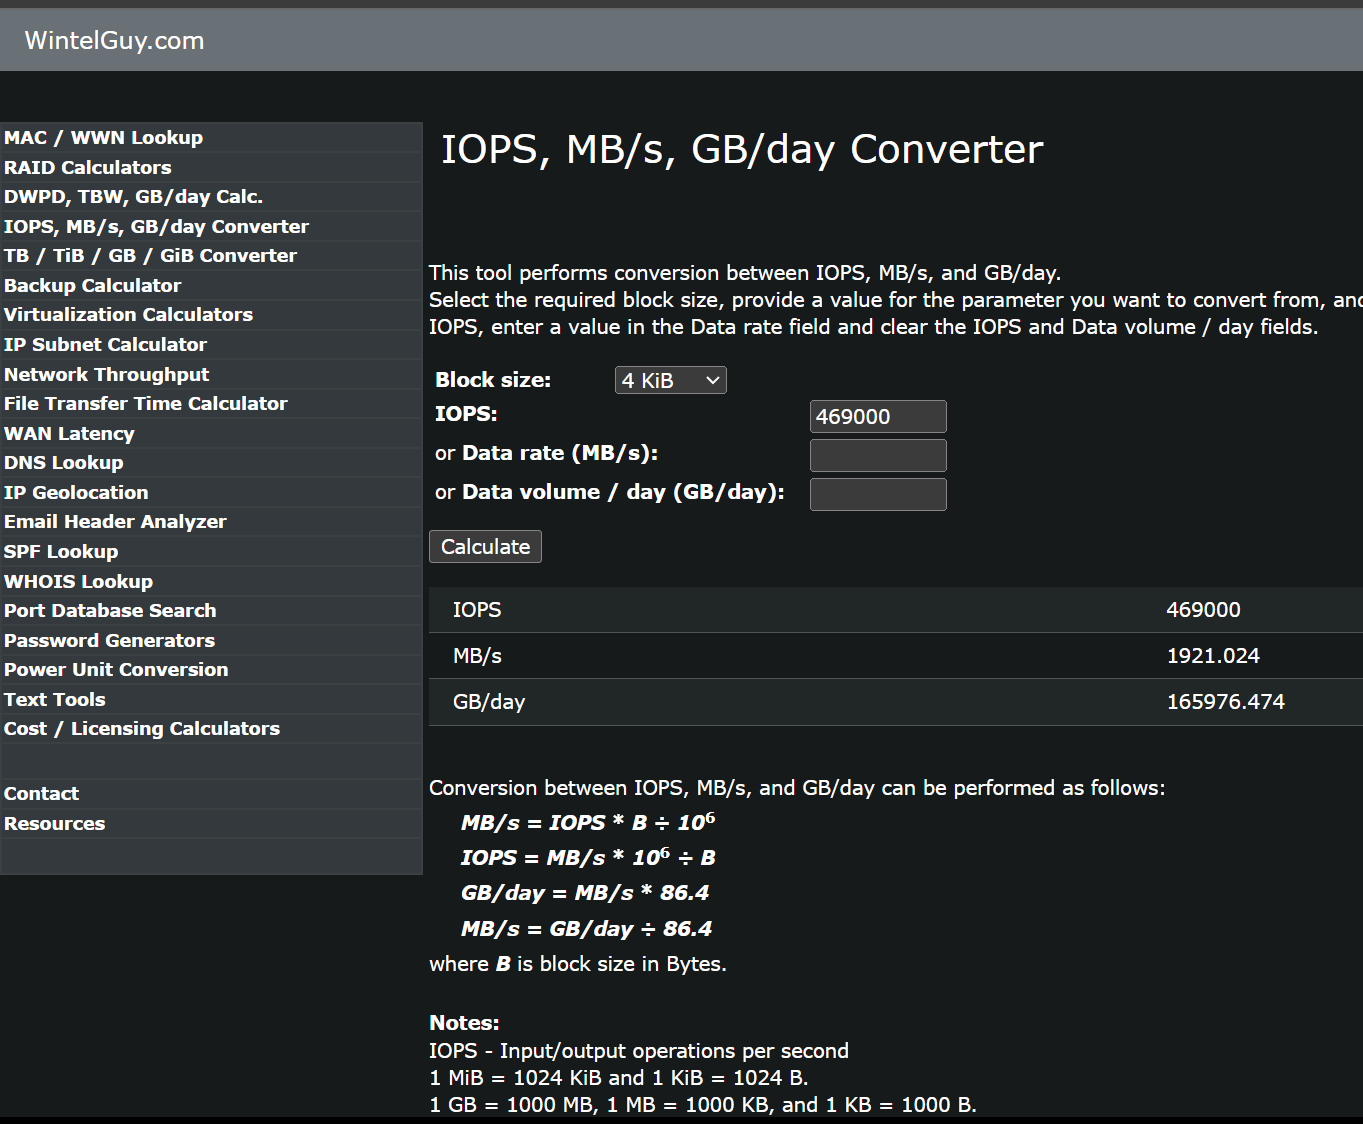 WintelGuy.com
MAC / WWN Lookup
RAID Calculators
DWPD, TBW, GB/day Calc.
IOPS, MB/s, GB/day Converter
TB / TiB / GB / GiB Converter
Backup Calculator
Virtualization Calculators
IP Subnet Calculator
Network Throughput
File Transfer Time Calculator
WAN Latency
DNS Lookup
IP Geolocation
Email Header Analyzer
SPF Lookup
WHOIS Lookup
Port Database Search
Password Generators
Power Unit Conversion
Text Tools
Cost / Licensing Calculators
Contact
Resources
IOPS, MB/s, GB/day Converter
This tool performs conversion between IOPS, MB/s, and GB/day.
Select the required block size, provide a value for the parameter you want to convert from, and
IOPS, enter a value in the Data rate field and clear the IOPS and Data volume / day fields.
Block size: 4 KiB
IOPS: 469000
or Data rate (MB/s):
or Data volume / day (GB/day):
Calculate
IOPS 469000
MB/s 1921.024
GB/day 165976.474
Conversion between IOPS, MB/s, and GB/day can be performed as follows:
MB/s = IOPS * B ÷ 10⁶
IOPS = MB/s * 10⁶ ÷ B
GB/day = MB/s * 86.4
MB/s = GB/day ÷ 86.4
where B is block size in Bytes.
Notes:
IOPS - Input/output operations per second
1 MiB = 1024 KiB and 1 KiB = 1024 B.
1 GB = 1000 MB, 1 MB = 1000 KB, and 1 KB = 1000 B.